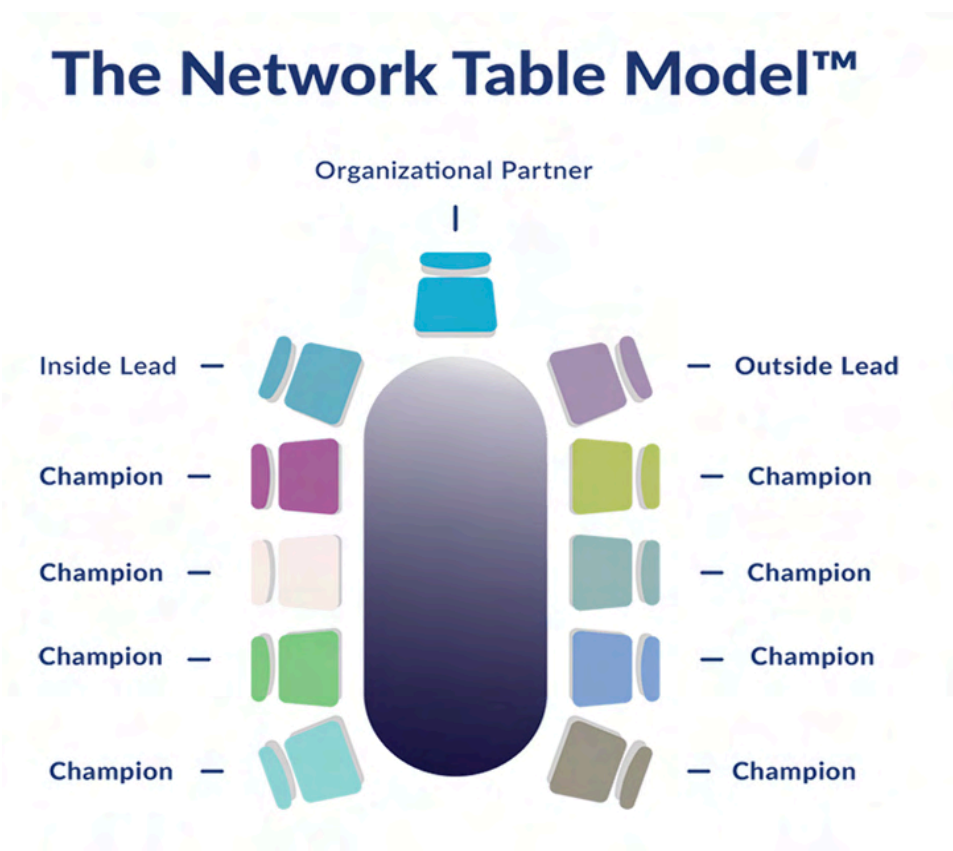 The Network Table Model™
Organizational Partner
Inside Lead
Outside Lead
Champion
Champion
Champion
Champion
Champion
Champion
Champion
Champion